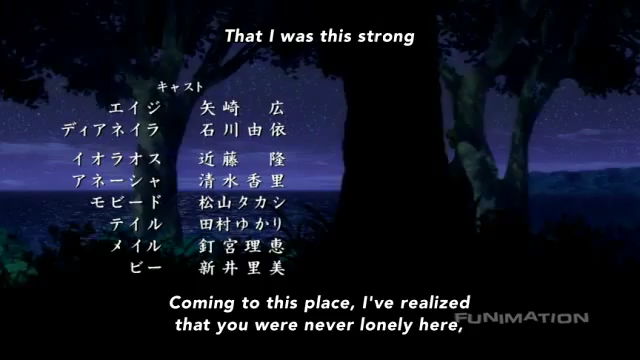 That I was this strong
キャスト
エイジ 矢崎 広
ディアネイラ 石川由依
イオラオス 近藤 隆
アネーシャ 清水香里
モビード 松山タカシ
テイル 田村ゆかり
メイル 釘宮理恵
ビー 新井里美
Coming to this place, I've realized
that you were never lonely here,
FUNIMATION